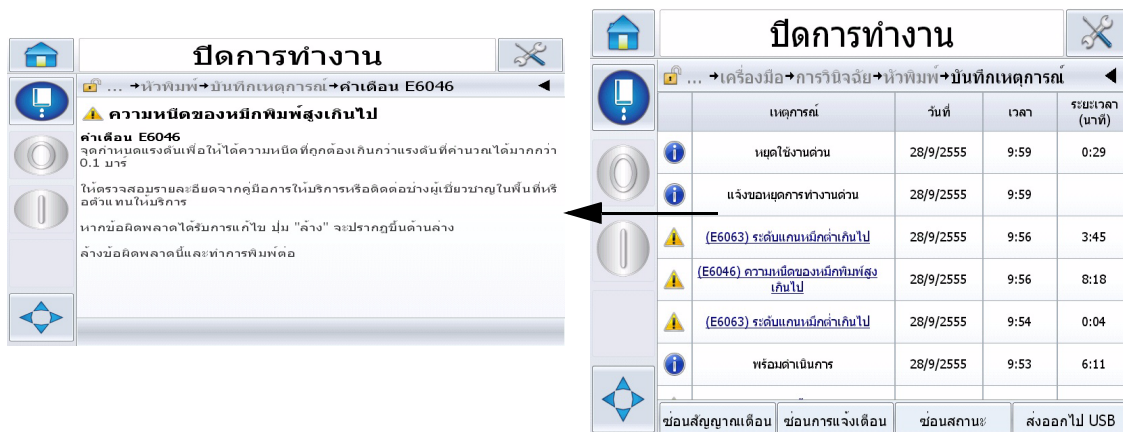 ปิดการทำงาน
... →หัวพิมพ์→บันทึกเหตุการณ์→คำเตือน E6046
ความหนืดของหมึกพิมพ์สูงเกินไป
คำเตือน E6046
จุดกำหนดแรงดันเพื่อให้ได้ความหนืดที่ถูกต้องเกินกว่าแรงดันที่คำนวณได้มากกว่า
0.1 บาร์
ให้ตรวจสอบรายละเอียดจากคู่มือการให้บริการหรือติดต่อช่างผู้เชี่ยวชาญในพื้นที่หรื
อตัวแทนให้บริการ
หากข้อผิดพลาดได้รับการแก้ไข ปุ่ม "ล้าง" จะปรากฏขึ้นด้านล่าง
ล้างข้อผิดพลาดนี้และทำการพิมพ์ต่อ
ปิดการทำงาน
... →เครื่องมือ→การวินิจฉัย→หัวพิมพ์→บันทึกเหตุการณ์
เหตุการณ์ วันที่ เวลา ระยะเวลา
(นาที)
หยุดใช้งานด่วน 28/9/2555 9:59 0:29
แจ้งขอหยุดการทำงานด่วน 28/9/2555 9:59
(E6063) ระดับแกนหมึกต่ำเกินไป 28/9/2555 9:56 3:45
(E6046) ความหนืดของหมึกพิมพ์สูง
เกินไป 28/9/2555 9:56 8:18
(E6063) ระดับแกนหมึกต่ำเกินไป 28/9/2555 9:54 0:04
พร้อมดำเนินการ 28/9/2555 9:53 6:11
ซ่อนสัญญาณเตือน ซ่อนการแจ้งเตือน ซ่อนสถานะ ส่งออกไป USB